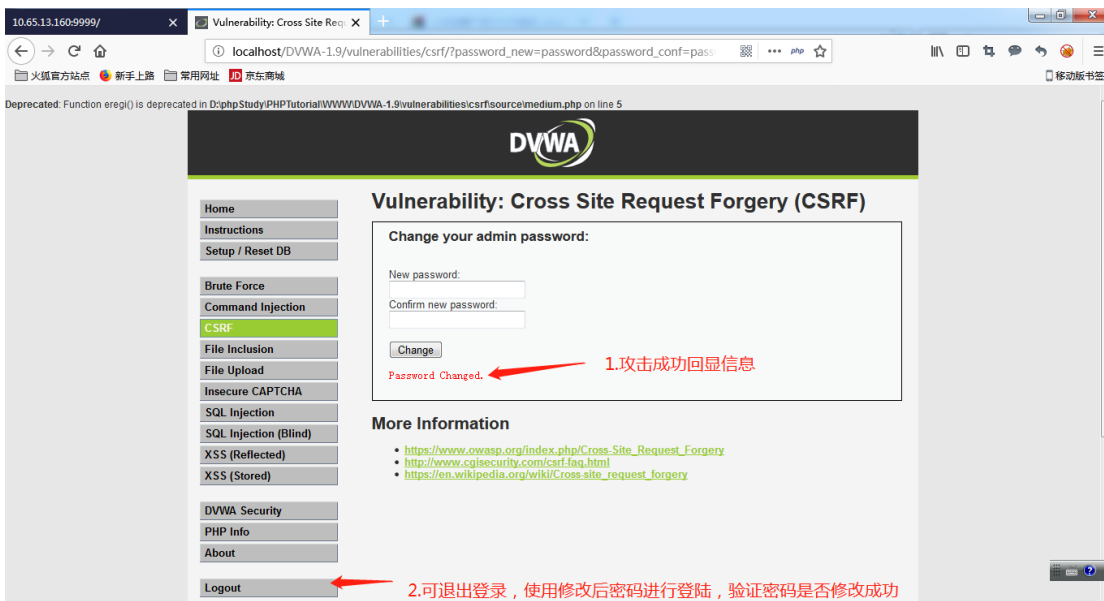 10.65.13.160:9999/
Vulnerability: Cross Site Req
localhost/DVWA-1.9/vulnerabilities/csrf/?password_new=password&password_conf=pass
php
火狐官方站点
新手上路
常用网址
JD 京东商城
移动版书签
Deprecated: Function eregi() is deprecated in D:\phpStudy\PHPTutorial\WWW\DVWA-1.9\vulnerabilities\csrf\source\medium.php on line 5
DVWA
Home
Instructions
Setup / Reset DB
Brute Force
Command Injection
CSRF
File Inclusion
File Upload
Insecure CAPTCHA
SQL Injection
SQL Injection (Blind)
XSS (Reflected)
XSS (Stored)
DVWA Security
PHP Info
About
Logout
Vulnerability: Cross Site Request Forgery (CSRF)
Change your admin password:
New password:
Confirm new password:
Change
Password Changed.
1.攻击成功回显信息
More Information
https://www.owasp.org/index.php/Cross-Site_Request_Forgery
http://www.cgisecurity.com/csrf-faq.html
https://en.wikipedia.org/wiki/Cross-site_request_forgery
2.可退出登录，使用修改后密码进行登陆，验证密码是否修改成功